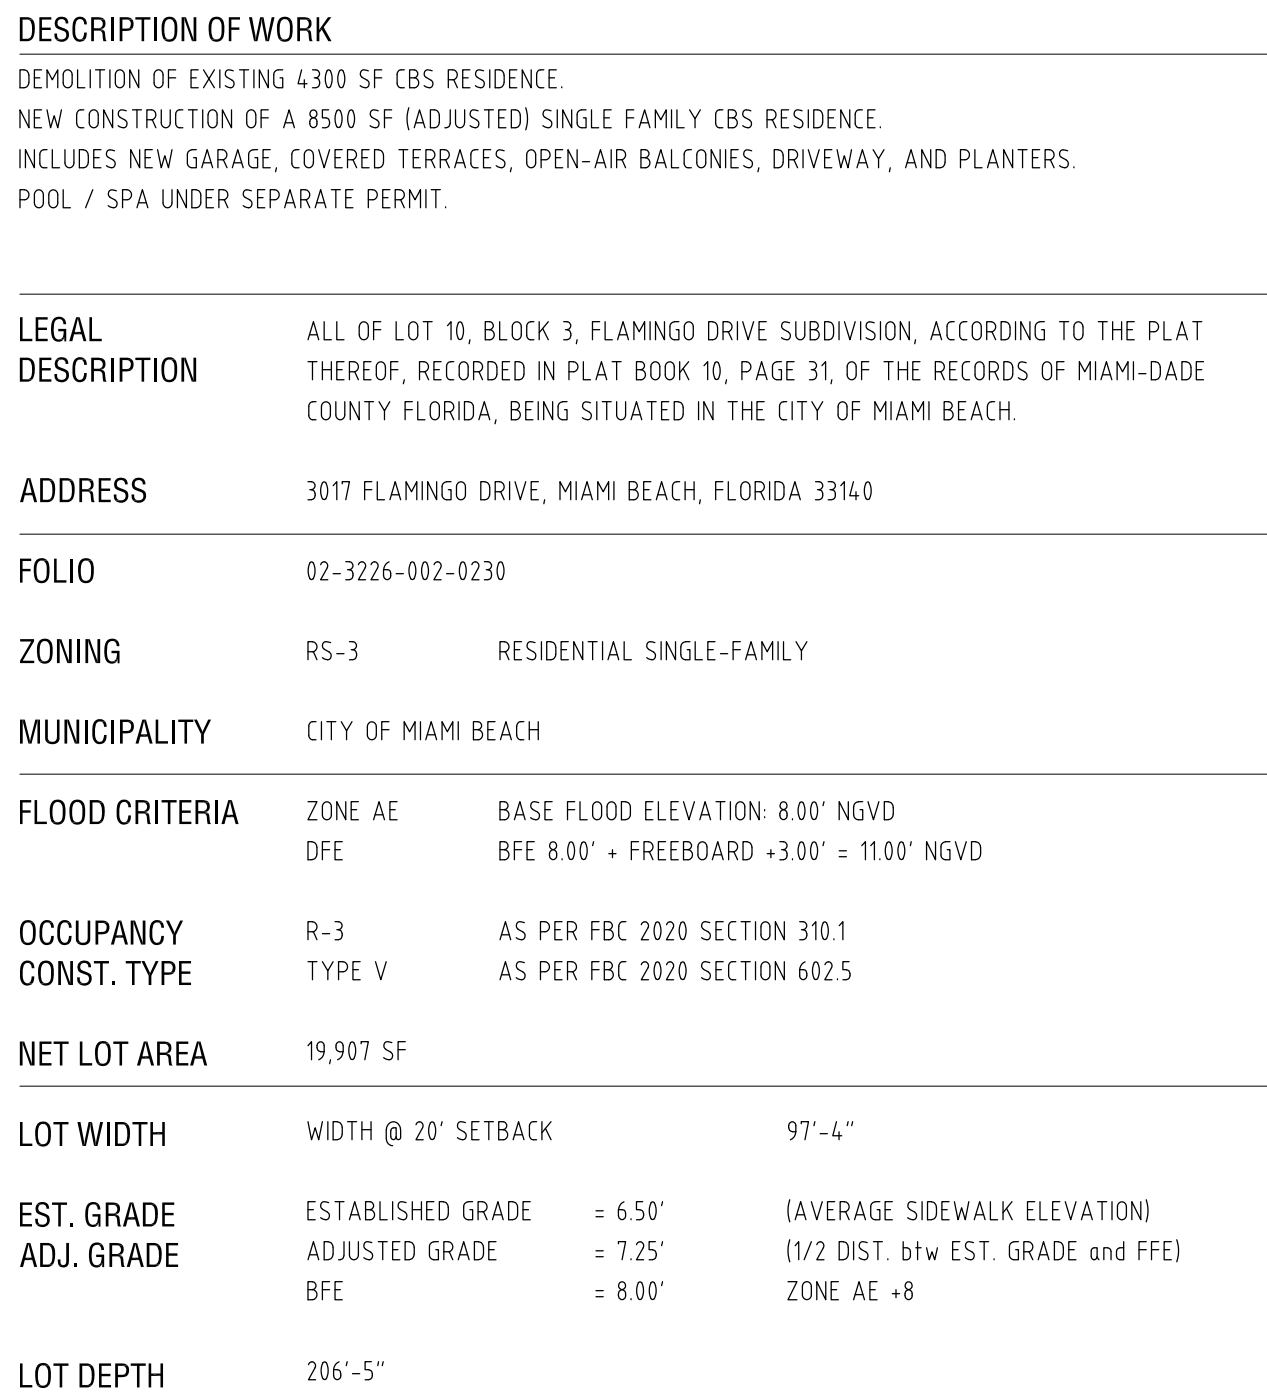 DESCRIPTION OF WORK
DEMOLITION OF EXISTING 4300 SF CBS RESIDENCE.
NEW CONSTRUCTION OF A 8500 SF (ADJUSTED) SINGLE FAMILY CBS RESIDENCE.
INCLUDES NEW GARAGE, COVERED TERRACES, OPEN-AIR BALCONIES, DRIVEWAY, AND PLANTERS.
POOL / SPA UNDER SEPARATE PERMIT.
LEGAL ALL OF LOT 10, BLOCK 3, FLAMINGO DRIVE SUBDIVISION, ACCORDING TO THE PLAT
DESCRIPTION THEREOF, RECORDED IN PLAT BOOK 10, PAGE 31, OF THE RECORDS OF MIAMI-DADE
COUNTY FLORIDA, BEING SITUATED IN THE CITY OF MIAMI BEACH.
ADDRESS 3017 FLAMINGO DRIVE, MIAMI BEACH, FLORIDA 33140
FOLIO 02-3226-002-0230
ZONING RS-3 RESIDENTIAL SINGLE-FAMILY
MUNICIPALITY CITY OF MIAMI BEACH
FLOOD CRITERIA ZONE AE BASE FLOOD ELEVATION: 8.00' NGVD
DFE BFE 8.00' + FREEBOARD +3.00' = 11.00' NGVD
OCCUPANCY R-3 AS PER FBC 2020 SECTION 310.1
CONST. TYPE TYPE V AS PER FBC 2020 SECTION 602.5
NET LOT AREA 19,907 SF
LOT WIDTH WIDTH @ 20' SETBACK 97'-4"
EST. GRADE ESTABLISHED GRADE = 6.50' (AVERAGE SIDEWALK ELEVATION)
ADJ. GRADE ADJUSTED GRADE = 7.25' (1/2 DIST. btw EST. GRADE and FFE)
BFE = 8.00' ZONE AE +8
LOT DEPTH 206'-5"